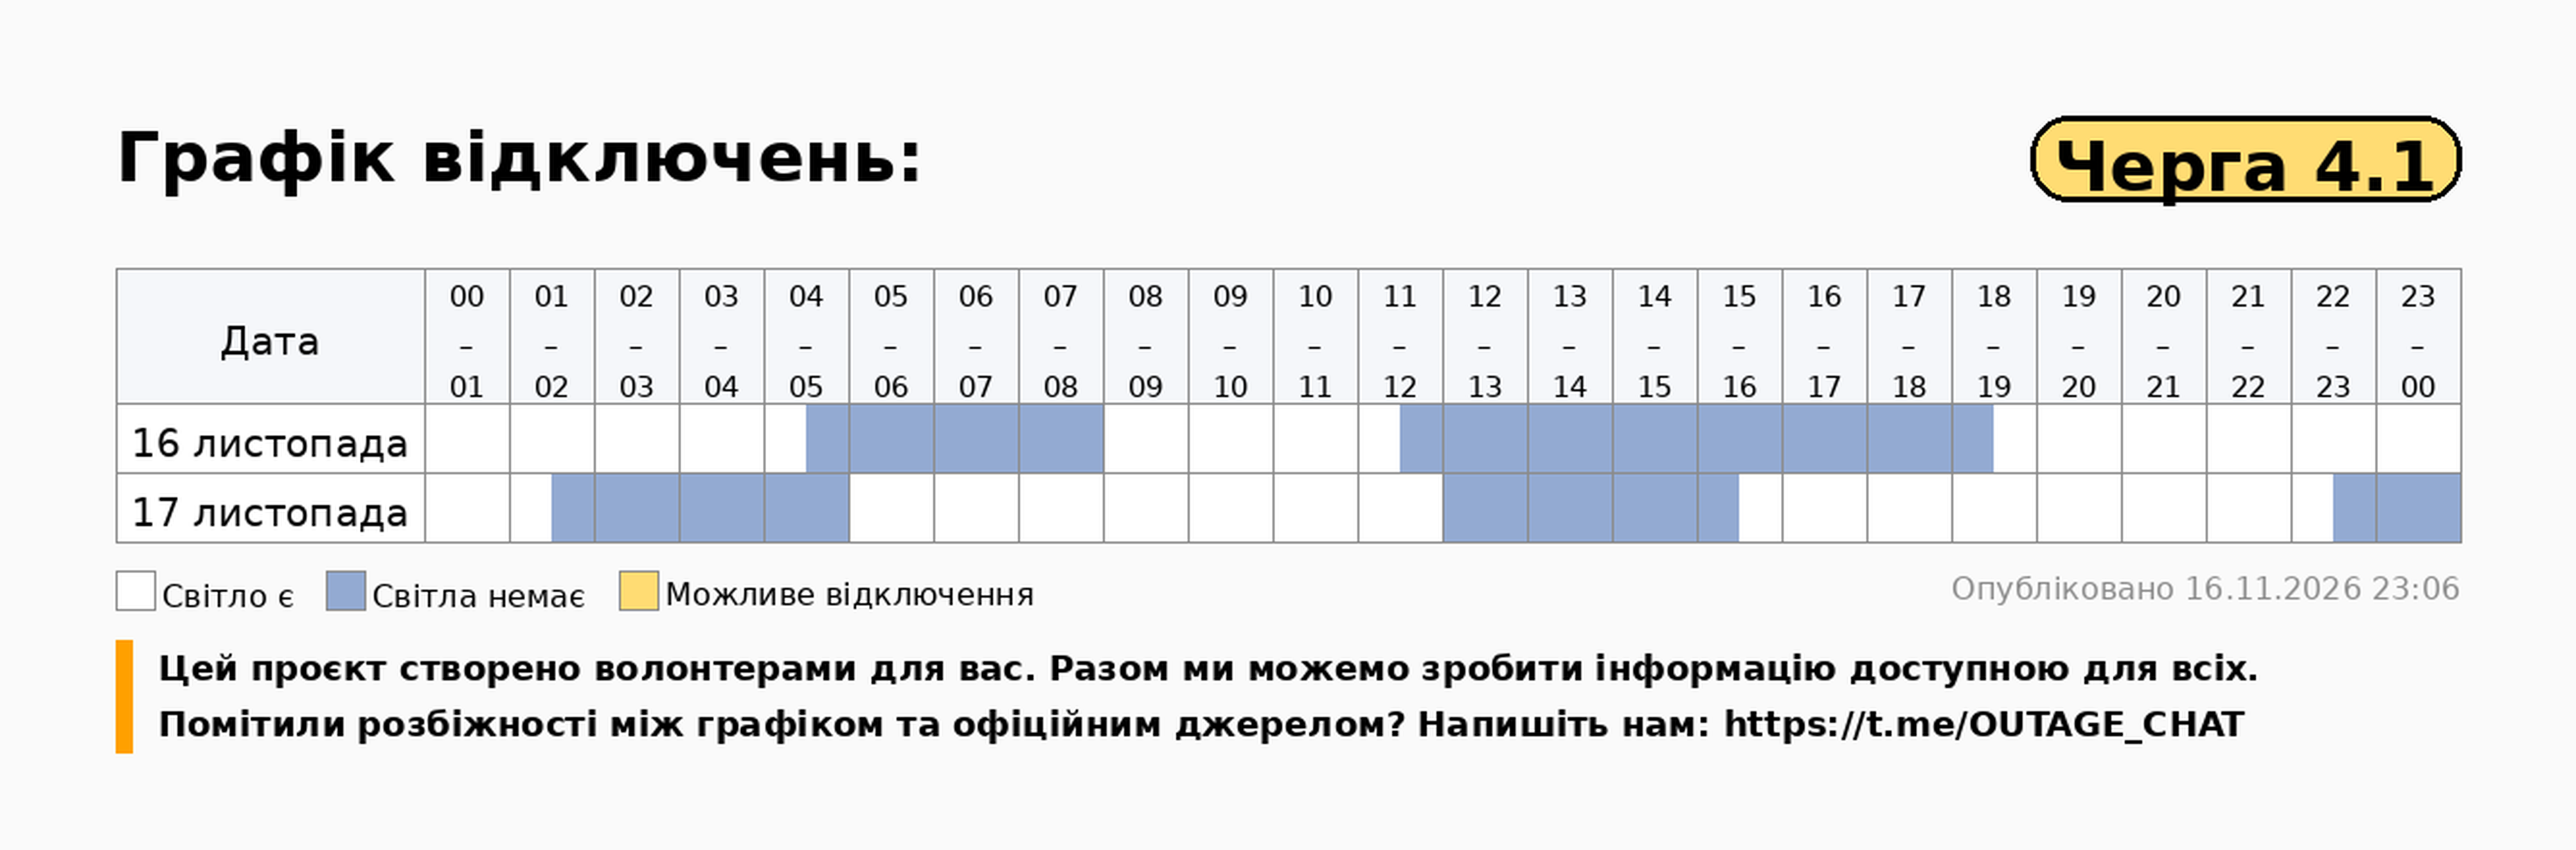 Графік відключень:
Черга 4.1
Дата
00 – 01
01 – 02
02 – 03
03 – 04
04 – 05
05 – 06
06 – 07
07 – 08
08 – 09
09 – 10
10 – 11
11 – 12
12 – 13
13 – 14
14 – 15
15 – 16
16 – 17
17 – 18
18 – 19
19 – 20
20 – 21
21 – 22
22 – 23
23 – 00
16 листопада
17 листопада
Світло є
Світла немає
Можливе відключення
Опубліковано 16.11.2026 23:06
Цей проєкт створено волонтерами для вас. Разом ми можемо зробити інформацію доступною для всіх.
Помітили розбіжності між графіком та офіційним джерелом? Напишіть нам: https://t.me/OUTAGE_CHAT